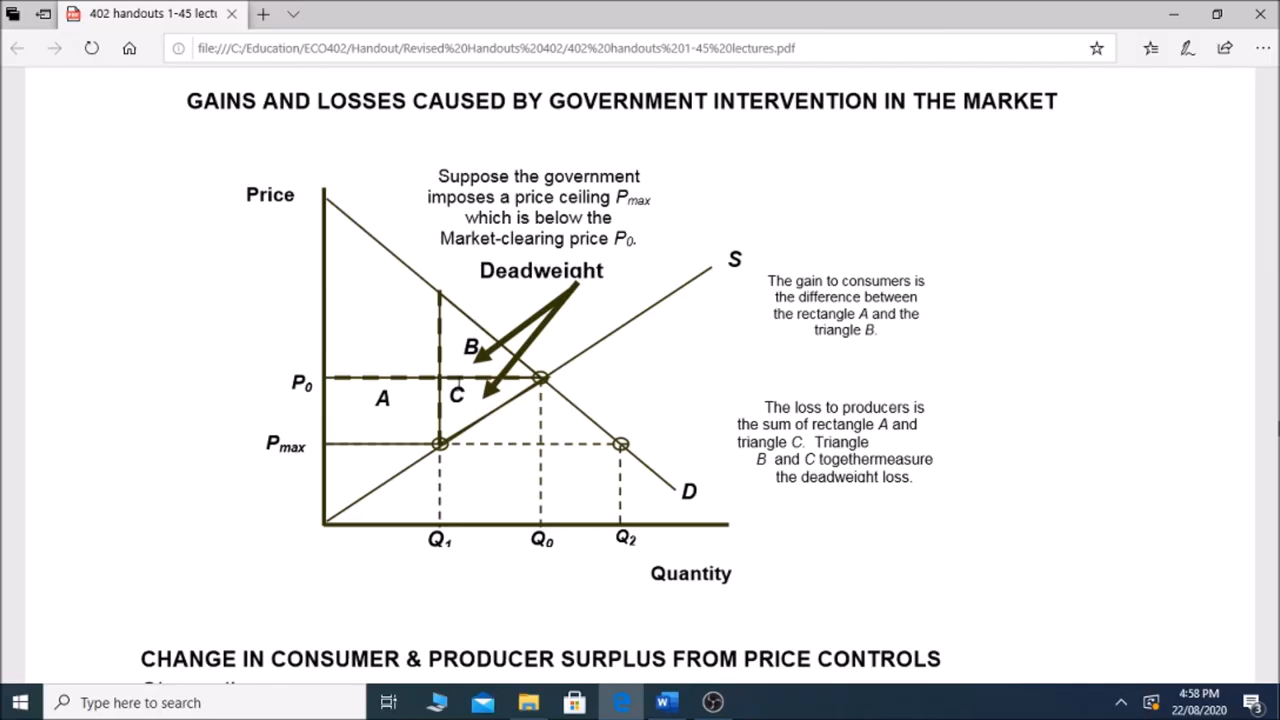 402 handouts 1-45 lectu
file:///C:/Education/ECO402/Handout/Revised%20Handouts%20402/402%20handouts%201-45%20lectures.pdf
GAINS AND LOSSES CAUSED BY GOVERNMENT INTERVENTION IN THE MARKET
Suppose the government
imposes a price ceiling Pmax
which is below the
Market-clearing price P0.
Price
Deadweight
S
The gain to consumers is
the difference between
the rectangle A and the
triangle B.
B
P0
A
C
The loss to producers is
the sum of rectangle A and
triangle C. Triangle
B and C togethermeasure
the deadweight loss.
Pmax
D
Q1
Q0
Q2
Quantity
CHANGE IN CONSUMER & PRODUCER SURPLUS FROM PRICE CONTROLS
Type here to search
4:58 PM
22/08/2020
3